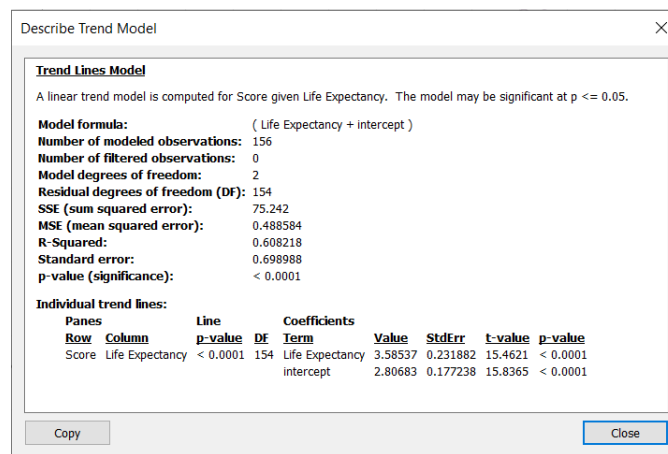 Describe Trend Model
Trend Lines Model
A linear trend model is computed for Score given Life Expectancy. The model may be significant at p <= 0.05.
Model formula: ( Life Expectancy + intercept )
Number of modeled observations: 156
Number of filtered observations: 0
Model degrees of freedom: 2
Residual degrees of freedom (DF): 154
SSE (sum squared error): 75.242
MSE (mean squared error): 0.488584
R-Squared: 0.608218
Standard error: 0.698988
p-value (significance): < 0.0001
Individual trend lines:
Panes Line Coefficients
Row Column p-value DF Term Value StdErr t-value p-value
Score Life Expectancy < 0.0001 154 Life Expectancy 3.58537 0.231882 15.4621 < 0.0001
intercept 2.80683 0.177238 15.8365 < 0.0001
Copy Close